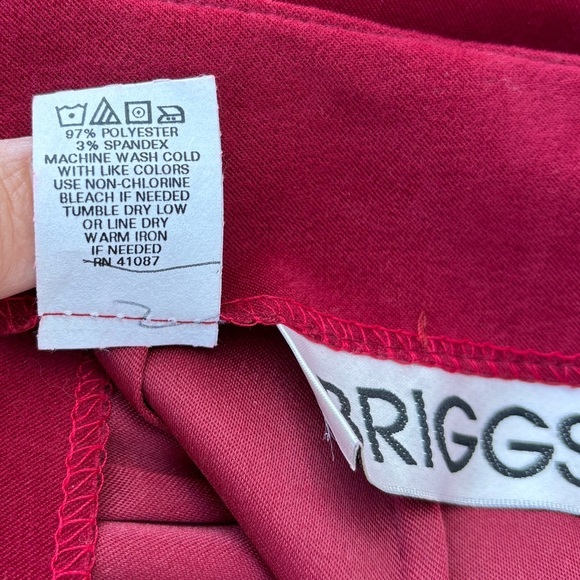 97% POLYESTER
3% SPANDEX
MACHINE WASH COLD
WITH LIKE COLORS
USE NON-CHLORINE
BLEACH IF NEEDED
TUMBLE DRY LOW
OR LINE DRY
WARM IRON
IF NEEDED
RN 41087
BRIGGS